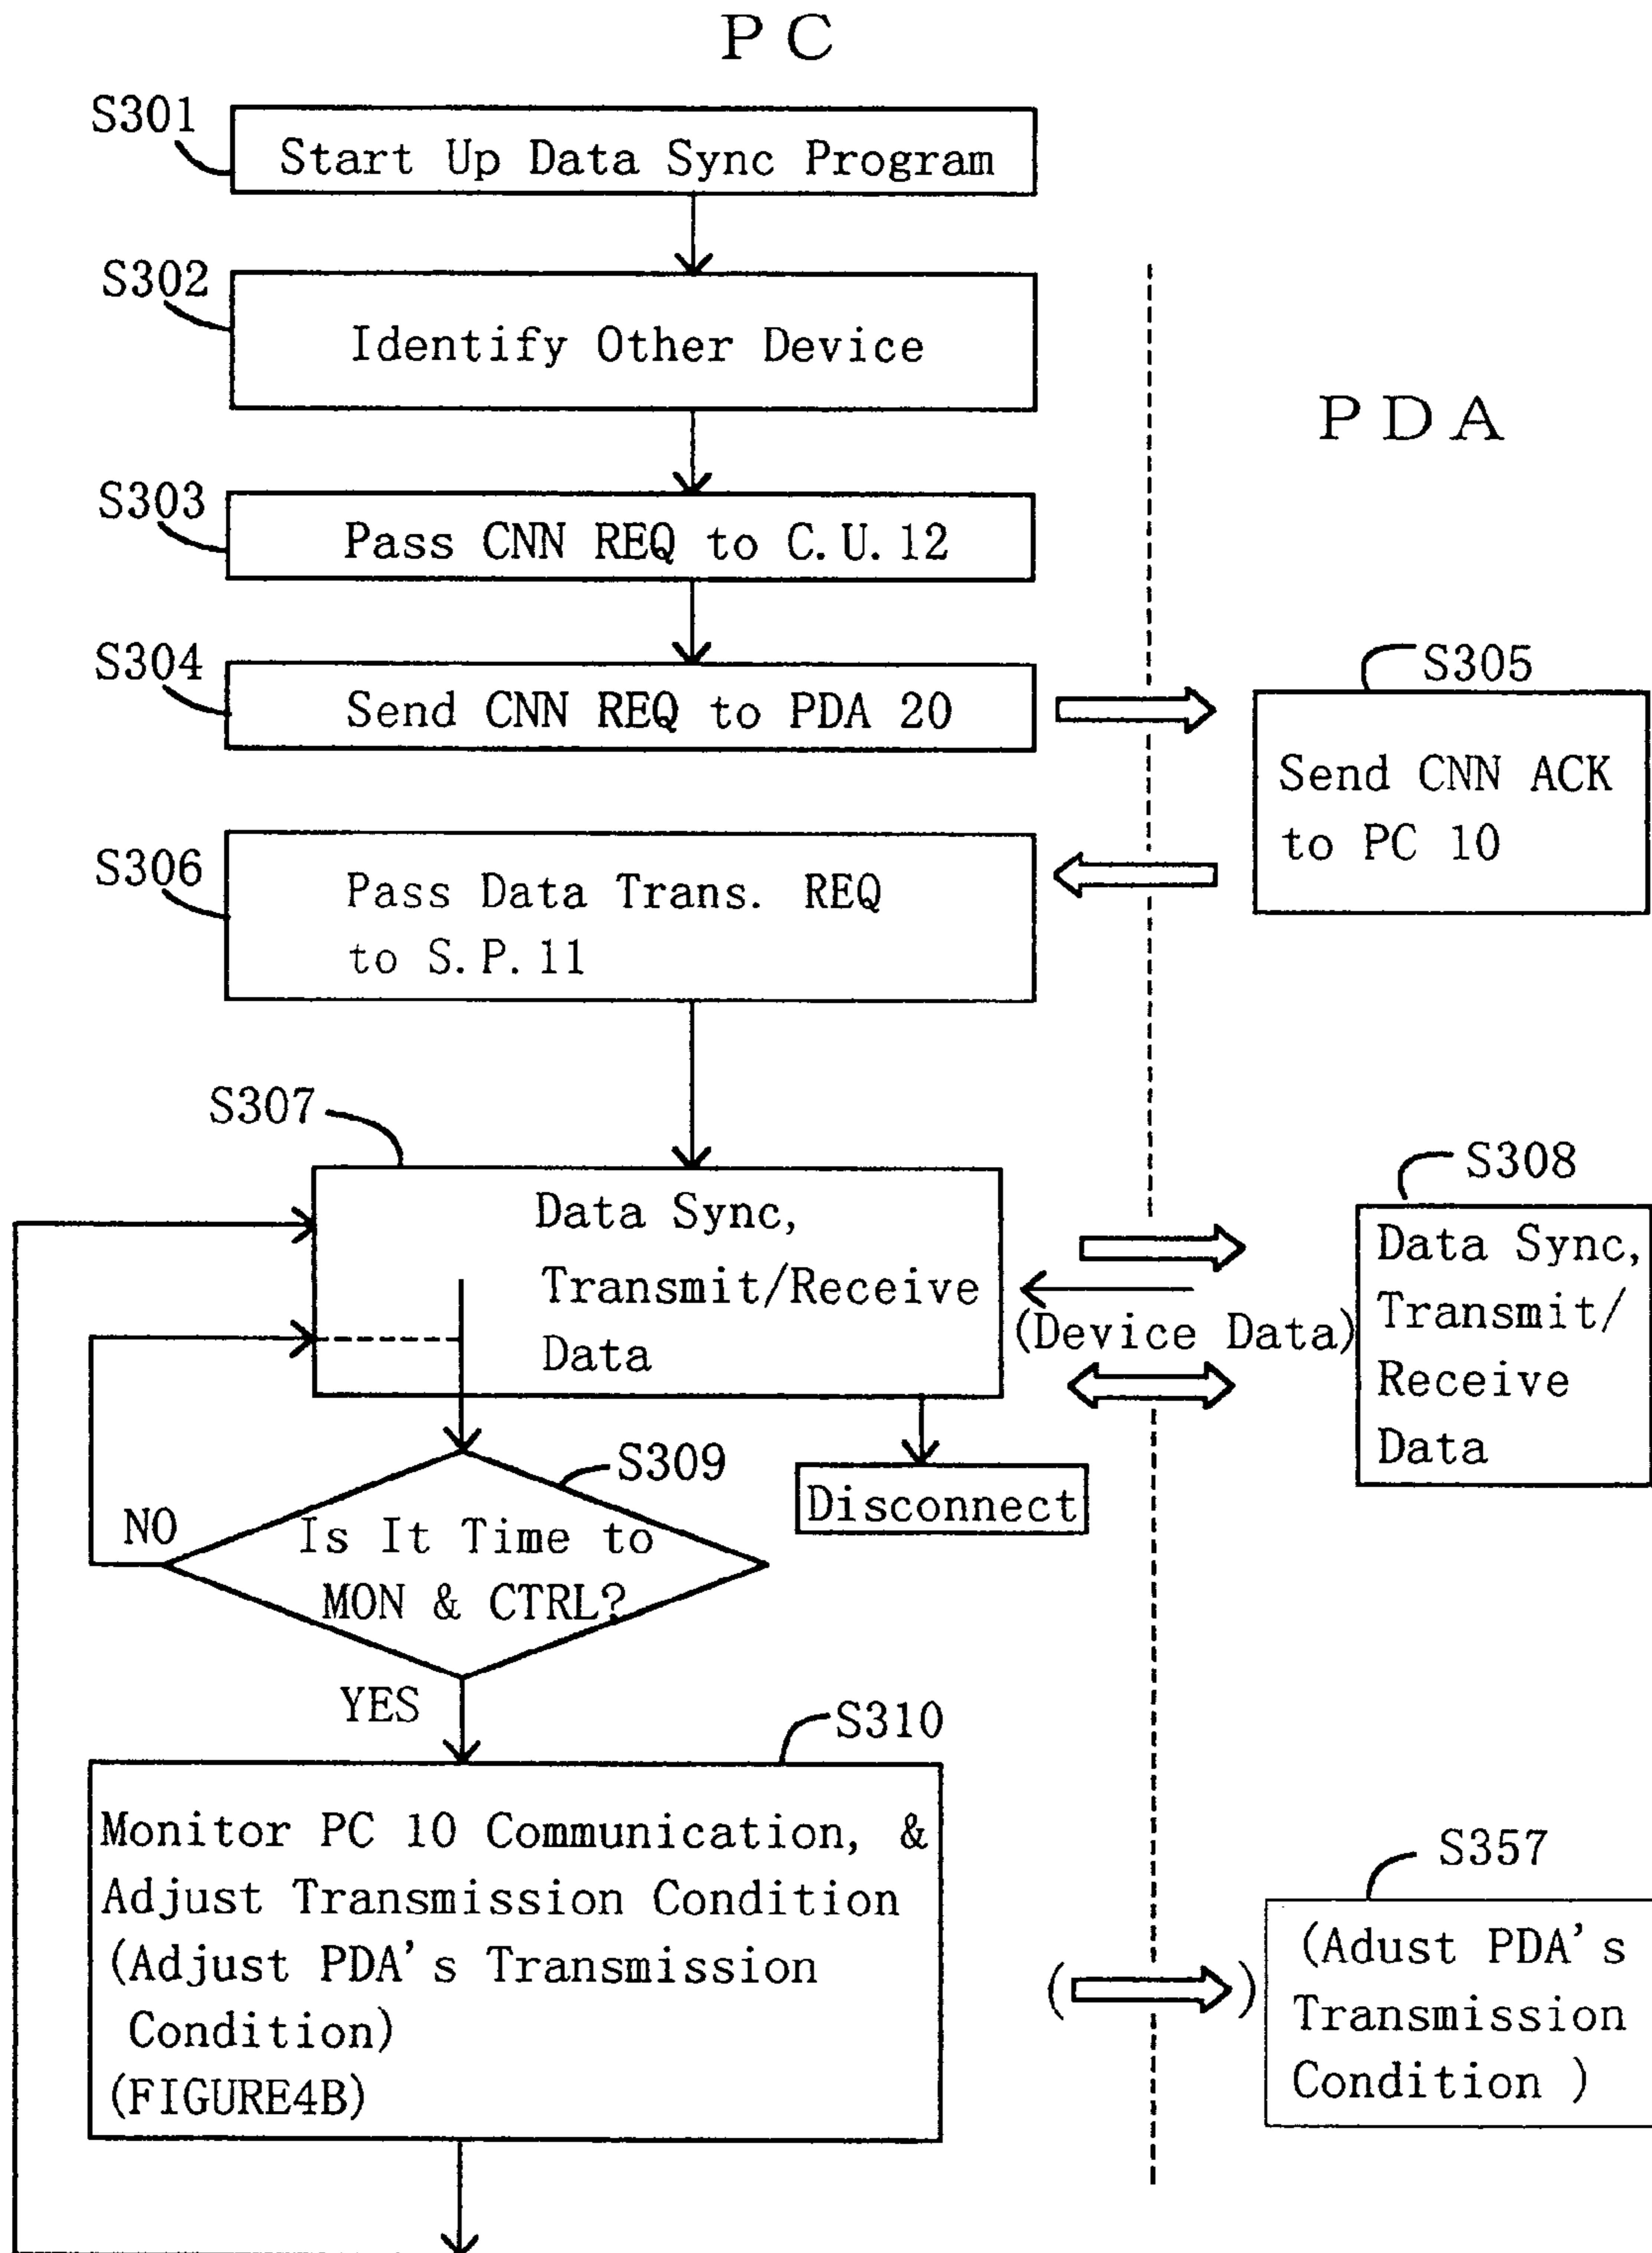 PC
S301
Start Up Data Sync Program
S302
Identify Other Device
PDA
S303
Pass CNN REQ to C.U.12
S304
Send CNN REQ to PDA 20
S305
Send CNN ACK
to PC 10
S306
Pass Data Trans. REQ
to S.P.11
S307
Data Sync,
Transmit/Receive
Data
(Device Data)
S308
Data Sync,
Transmit/
Receive
Data
Disconnect
S309
NO
Is It Time to
MON & CTRL?
YES
S310
Monitor PC 10 Communication, &
Adjust Transmission Condition
(Adjust PDA's Transmission
Condition)
(FIGURE4B)
( )
S357
(Adust PDA's
Transmission
Condition )